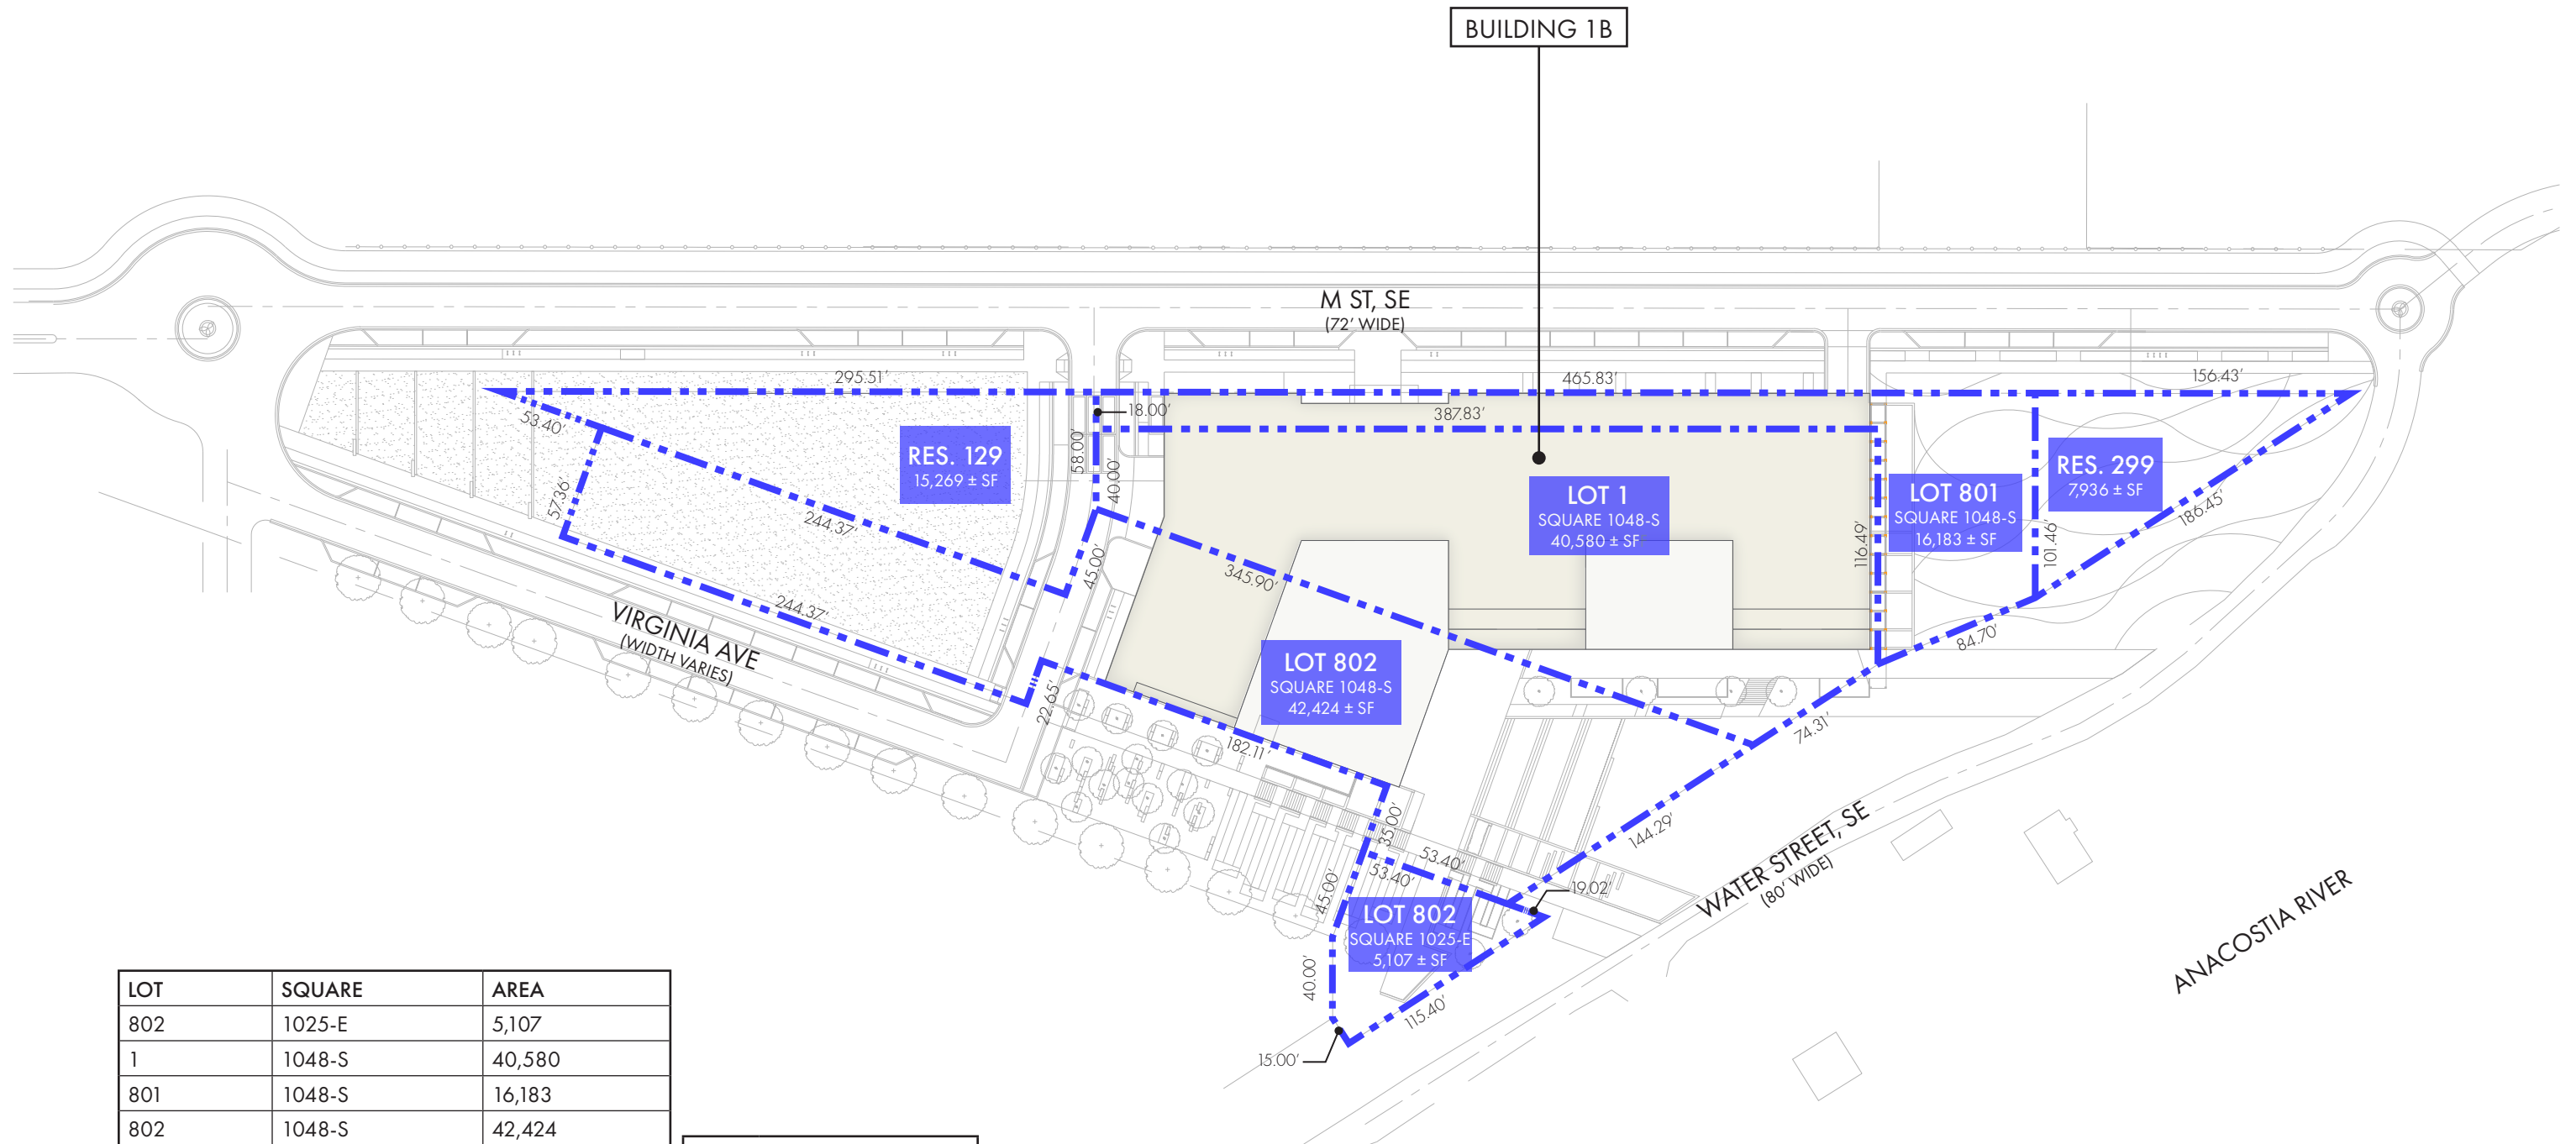 BUILDING 1B
M ST, SE
(72' WIDE)
295.51'
465.83'
156.43'
53.40'
18.00'
387.83'
58.00'
40.00'
RES. 129
15,269 ± SF
57.36'
244.37'
244.37'
LOT 1
SQUARE 1048-S
40,580 ± SF
LOT 801
SQUARE 1048-S
16,183 ± SF
RES. 299
7,936 ± SF
116.49'
101.46'
186.45'
84.70'
45.00'
345.90'
VIRGINIA AVE
(WIDTH VARIES)
22.65'
LOT 802
SQUARE 1048-S
42,424 ± SF
182.11'
74.31'
144.29'
35.00'
53.40'
53.40'
45.00'
19.02'
LOT 802
SQUARE 1025-E
5,107 ± SF
40.00'
115.40'
15.00'
WATER STREET, SE
(80' WIDE)
ANACOSTIA RIVER
LOT SQUARE AREA
802 1025-E 5,107
1 1048-S 40,580
801 1048-S 16,183
802 1048-S 42,424